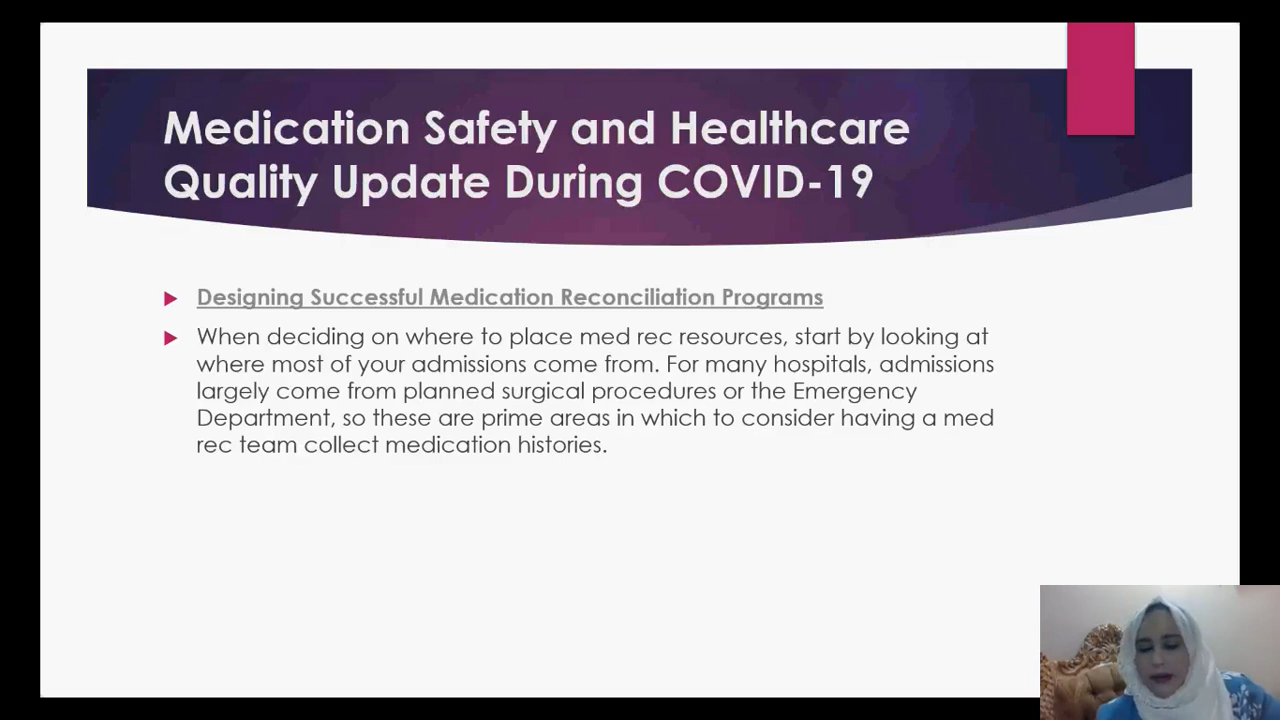 Medication Safety and Healthcare
Quality Update During COVID-19
Designing Successful Medication Reconciliation Programs
When deciding on where to place med rec resources, start by looking at
where most of your admissions come from. For many hospitals, admissions
largely come from planned surgical procedures or the Emergency
Department, so these are prime areas in which to consider having a med
rec team collect medication histories.